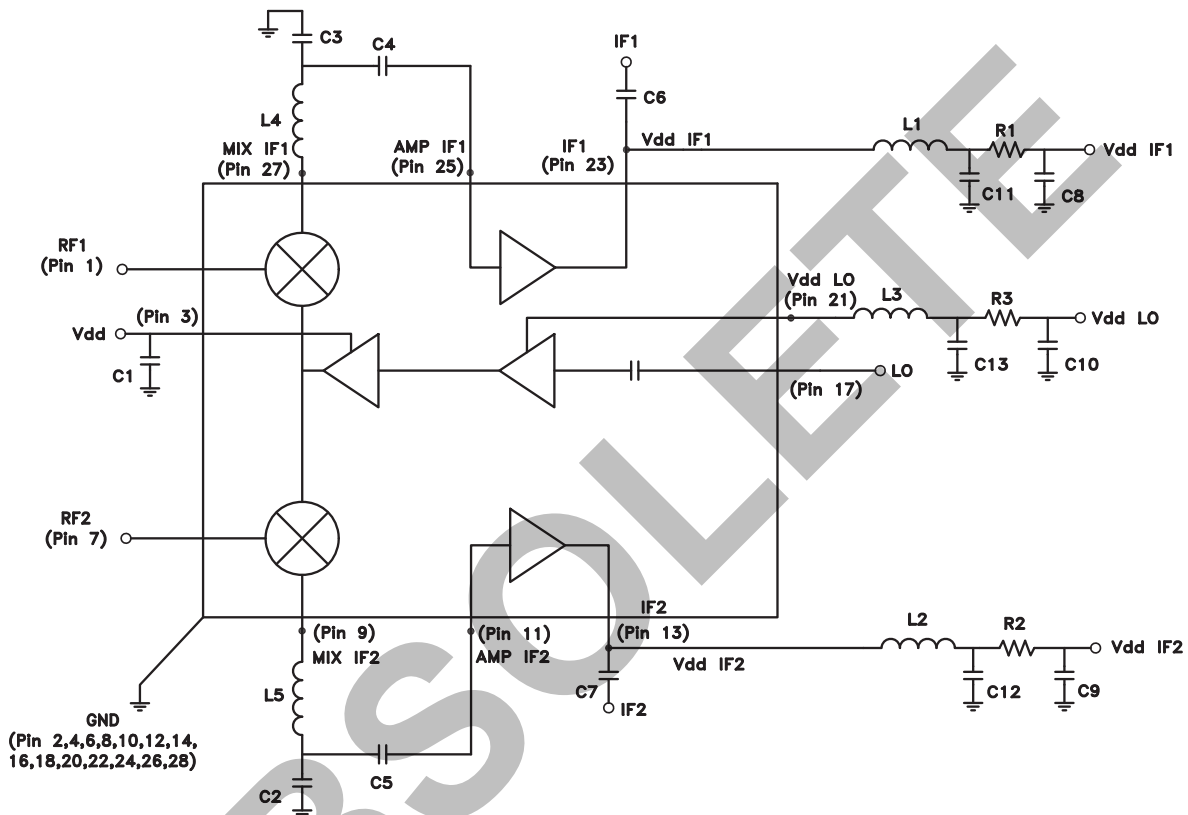 C3
C4
IF1
C6
L4
MIX IF1
(Pin 27)
AMP IF1
(Pin 25)
IF1
(Pin 23)
Vdd IF1
L1
R1
Vdd IF1
C11
C8
RF1
(Pin 1)
Vdd LO
(Pin 21)
L3
R3
Vdd LO
(Pin 3)
Vdd
C1
C13
C10
LO
(Pin 17)
RF2
(Pin 7)
IF2
(Pin 9)
(Pin 11)
(Pin 13)
MIX IF2
AMP IF2
Vdd IF2
L2
R2
Vdd IF2
L5
C7
IF2
C12
C9
GND
(Pin 2,4,6,8,10,12,14,
16,18,20,22,24,26,28)
C5
C2
BSOLETE